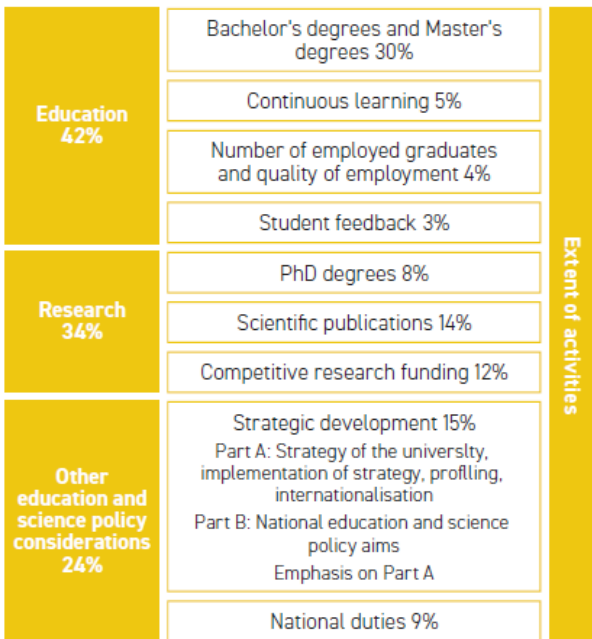 Education
42%
Bachelor's degrees and Master's
degrees 30%
Continuous learning 5%
Number of employed graduates
and quality of employment 4%
Student feedback 3%
Research
34%
PhD degrees 8%
Scientific publications 14%
Competitive research funding 12%
Other
education and
science policy
considerations
24%
Strategic development 15%
Part A: Strategy of the university,
implementation of strategy, profiling,
internationalisation
Part B: National education and science
policy aims
Emphasis on Part A
National duties 9%
Extent of activities